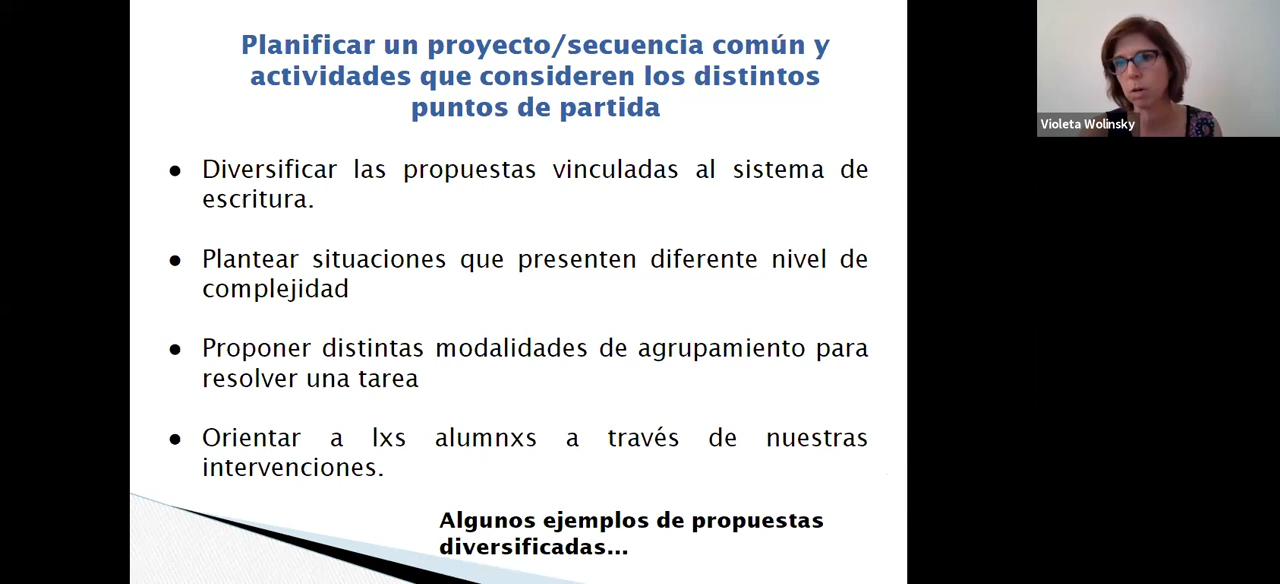 Planificar un proyecto/secuencia común y
actividades que consideren los distintos
puntos de partida
● Diversificar las propuestas vinculadas al sistema de
escritura.
● Plantear situaciones que presenten diferente nivel de
complejidad
● Proponer distintas modalidades de agrupamiento para
resolver una tarea
● Orientar a lxs alumnxs a través de nuestras
intervenciones.
Algunos ejemplos de propuestas
diversificadas...
Violeta Wolinsky